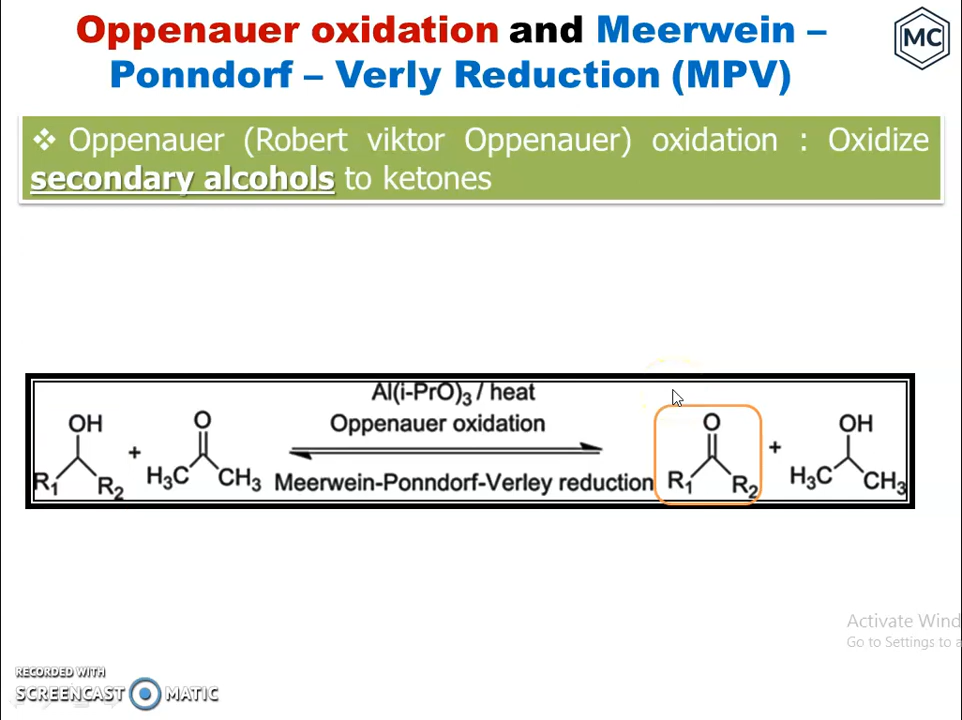 Oppenauer oxidation and Meerwein –
Ponndorf – Verly Reduction (MPV)
MC
❖ Oppenauer (Robert viktor Oppenauer) oxidation : Oxidize
secondary alcohols to ketones
Al(i-PrO)₃ / heat
Oppenauer oxidation
Meerwein-Ponndorf-Verley reduction
OH
R₁ R₂
+
O
H₃C CH₃
O
R₁ R₂
+
OH
H₃C CH₃
Activate Wind
Go to Settings to a
RECORDED WITH
SCREENCAST MATIC